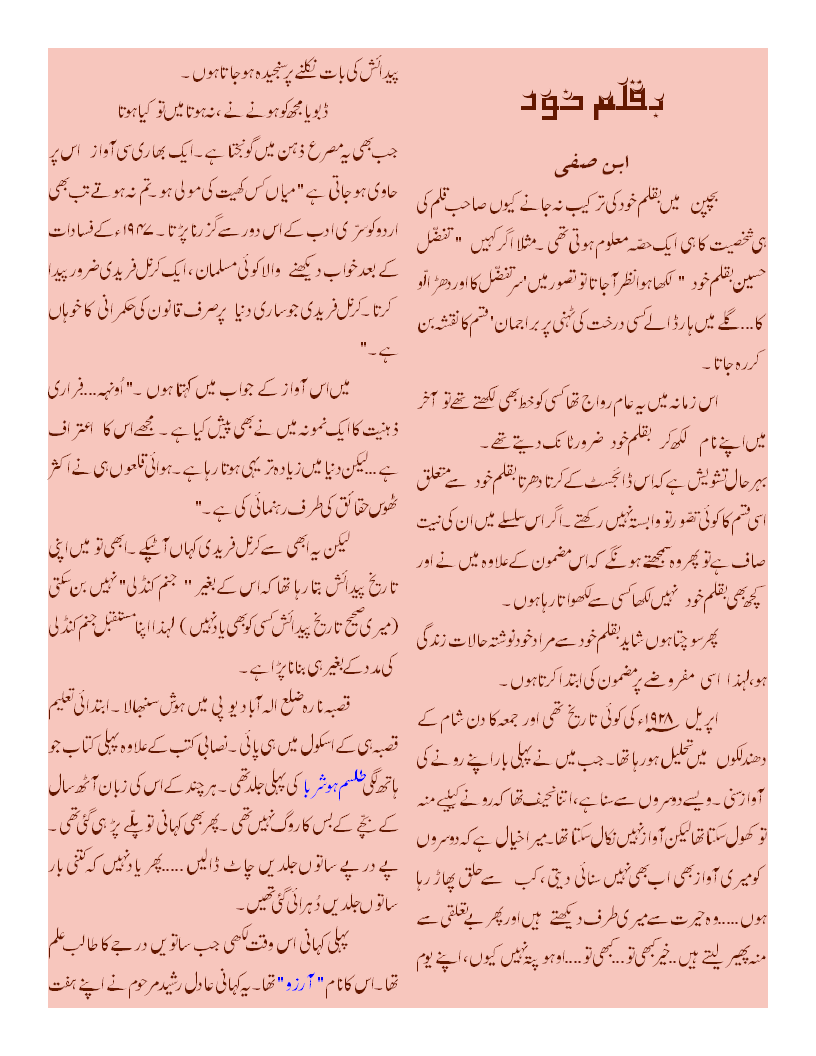 بقلم خود
ابن صفی
بچپن میں بقلم خود کی ترکیب نہ جانے کیوں صاحب قلم کی
ہی شخصیت کا ہی ایک حصّہ معلوم ہوتی تھی ۔ مثلا اگر کہیں " تفضّل
حسین بقلم خود " لکھا ہوا نظر آجاتا تو تصور میں 'سر تفضّل کا اور دھڑ الّو
کا... گلے میں ہار ڈالے کسی درخت کی ٹہنی پر براجمان' قسم کا نقشہ بن
کر رہ جاتا ۔
اس زمانہ میں یہ عام رواج تھا کسی کو خط بھی لکھتے تھے تو آخر
میں اپنے نام لکھ کر بقلم خود ضرور ٹانک دیتے تھے ۔
بہر حال تشویش ہے کہ اس ڈائجسٹ کے کرتا دھرتا بقلم خود سے متعلق
اسی قسم کا کوئی تصّور تو وابستہ نہیں رکھتے ۔ اگر اس سلسلے میں ان کی نیت
صاف ہے تو پھر وہ سمجھتے ہونگے کہ اس مضمون کے علاوہ میں نے اور
کچھ بھی بقلم خود نہیں لکھا کسی سے لکھواتا رہا ہوں ۔
پھر سوچتا ہوں شاید بقلم خود سے مراد خود نوشتہ حالات زندگی
ہو، لہذا اسی مفروضے پر مضمون کی ابتدا کرتا ہوں ۔
اپریل ۱۹۲۸ء کی کوئی تاریخ تھی اور جمعہ کا دن شام کے
دھندلکوں میں تحلیل ہو رہا تھا۔ جب میں نے پہلی بار اپنے رونے کی
آواز سنی ۔ ویسے دوسروں سے سنا ہے، اتنا نحیف تھا کہ رونے کیلیے منہ
تو کھول سکتا تھا لیکن آواز نہیں نکال سکتا تھا۔ میرا خیال ہے کہ دوسروں
کو میری آواز بھی اب بھی نہیں سنائی دیتی ، کب سے حلق پھاڑ رہا
ہوں ..... وہ حیرت سے میری طرف دیکھتے ہیں اور پھر بے تعلقی سے
منہ پھیر لیتے ہیں .. خیر کبھی تو ... کبھی تو .... اوہو پتہ نہیں کیوں، اپنے یوم
پیدائش کی بات نکلنے پر سنجیدہ ہو جاتا ہوں ۔
ڈبویا مجھ کو ہونے نے ، نہ ہوتا میں تو کیا ہوتا
جب بھی یہ مصرع ذہن میں گونجتا ہے ۔ ایک بھاری سی آواز اس پر
حاوی ہو جاتی ہے "میاں کس کھیت کی مولی ہو ۔ تم نہ ہوتے تب بھی
اردو کو سرّی ادب کے اس دور سے گزرنا پڑتا ۔ ۱۹۴۷ء کے فسادات
کے بعد خواب دیکھنے والا کوئی مسلمان ، ایک کرنل فریدی ضرور پیدا
کرتا ۔ کرنل فریدی جو ساری دنیا پر صرف قانون کی حکمرانی کا خوہاں
ہے ۔"
میں اس آواز کے جواب میں کہتا ہوں ۔ " اُونہہ ... فراری
ذہنیت کا ایک نمونہ میں نے بھی پیش کیا ہے ۔ مجھے اس کا اعتراف
ہے ... لیکن دنیا میں زیادہ تر یہی ہوتا رہا ہے ۔ ہوائی قلعوں ہی نے اکثر
ٹھوس حقائق کی طرف رہنمائی کی ہے ۔"
لیکن یہ ابھی سے کرنل فریدی کہاں آ ٹپکے ۔ ابھی تو میں اپنی
تاریخ پیدائش بتا رہا تھا کہ اس کے بغیر " جنم کنڈلی" نہیں بن سکتی
(میری صحیح تاریخ پیدائش کسی کو بھی یاد نہیں ) لہذا اپنا مستقبل جنم کنڈلی
کی مدد کے بغیر ہی بنانا پڑا ہے ۔
قصبہ نارہ ضلع الہ آباد یو پی میں ہوش سنبھالا ۔ ابتدائی تعلیم
قصبہ ہی کے اسکول میں ہی پائی ۔ نصابی کتب کے علاوہ پہلی کتاب جو
ہاتھ لگی طلسم ہوشربا کی پہلی جلد تھی ۔ ہر چند کے اس کی زبان آٹھ سال
کے بچّے کے بس کا روگ نہیں تھی ۔ پھر بھی کہانی تو پلّے پڑ ہی گئی تھی ۔
پے در پے ساتوں جلدیں چاٹ ڈالیں ..... پھر یاد نہیں کہ کتنی بار
ساتوں جلدیں دُہرائی گئی تھیں ۔
پہلی کہانی اس وقت لکھی جب ساتویں درجے کا طالب علم
تھا ۔ اس کا نام " آرزو " تھا ۔ یہ کہانی عادل رشید مرحوم نے اپنے ہفت